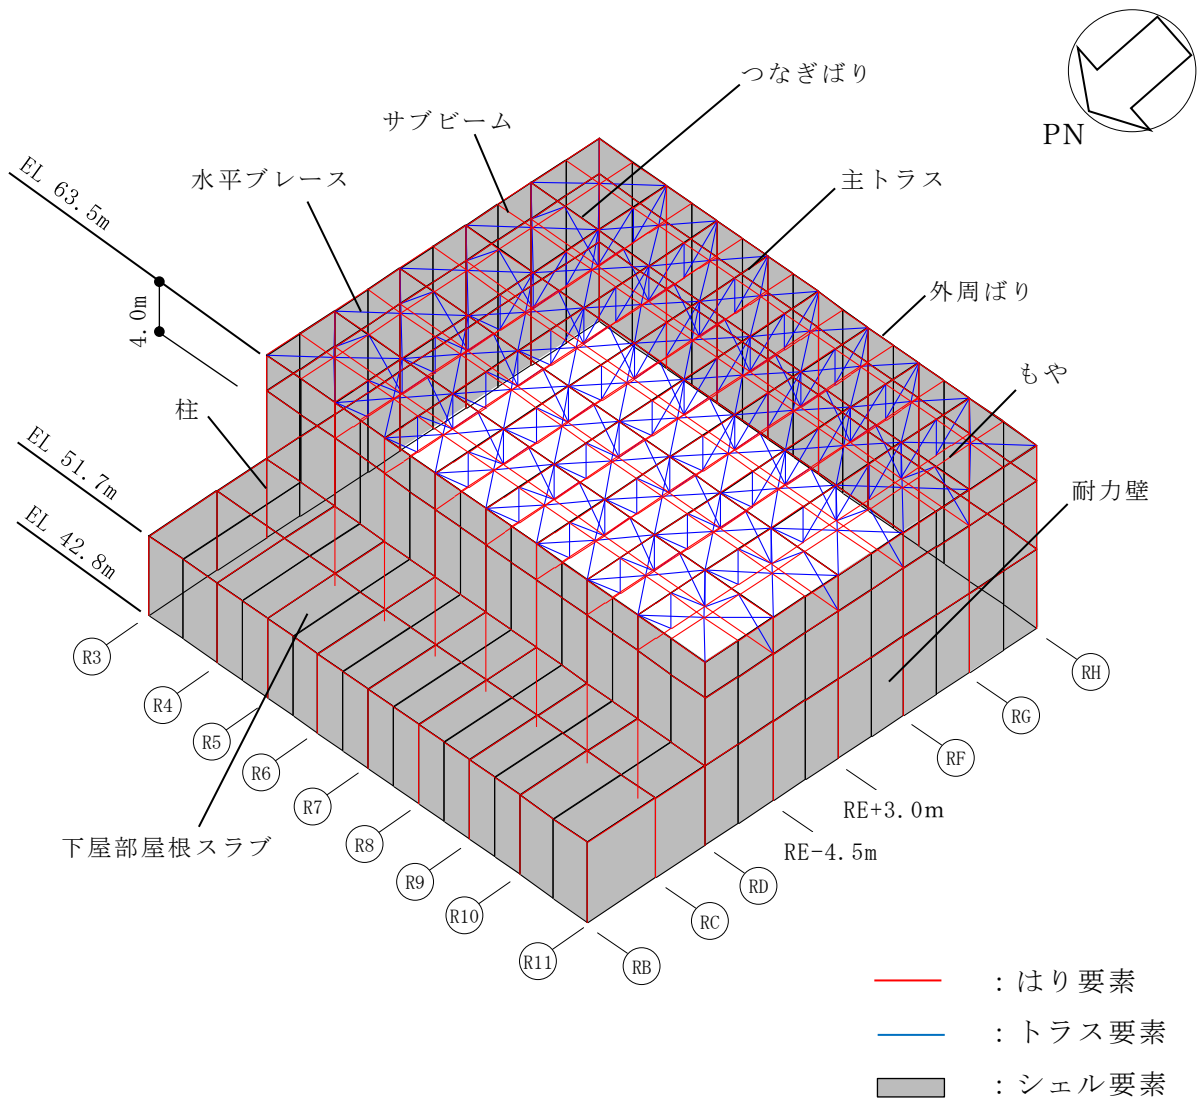 つなぎばり
サブビーム
PN
水平ブレース
主トラス
EL 63.5m
外周ばり
4.0m
もや
柱
EL 51.7m
耐力壁
EL 42.8m
R3
R4
R5
R6
R7
R8
R9
R10
R11
RH
RG
RF
RE+3.0m
RE-4.5m
RD
RC
RB
下屋部屋根スラブ
：はり要素
：トラス要素
：シェル要素